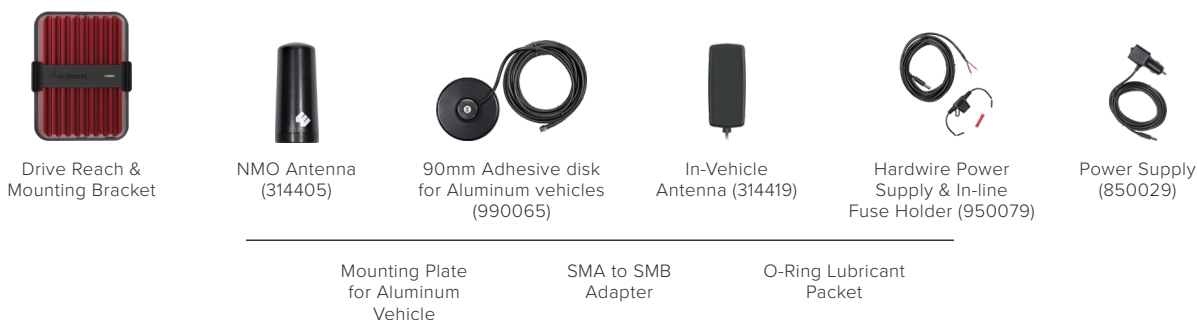 weboost.
Drive Reach &
Mounting Bracket
NMO Antenna
(314405)
90mm Adhesive disk
for Aluminum vehicles
(990065)
In-Vehicle
Antenna (314419)
Hardwire Power
Supply & In-line
Fuse Holder (950079)
Power Supply
(850029)
Mounting Plate
for Aluminum
Vehicle
SMA to SMB
Adapter
O-Ring Lubricant
Packet